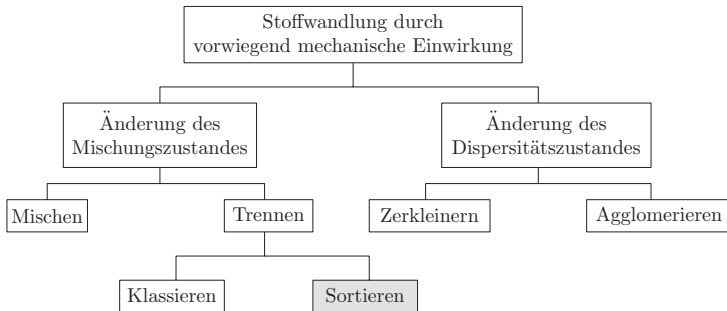 Stoffwandlung durch
vorwiegend mechanische Einwirkung
Änderung des
Mischungszustandes
Änderung des
Dispersitätszustandes
Mischen
Trennen
Zerkleinern
Agglomerieren
Klassieren
Sortieren